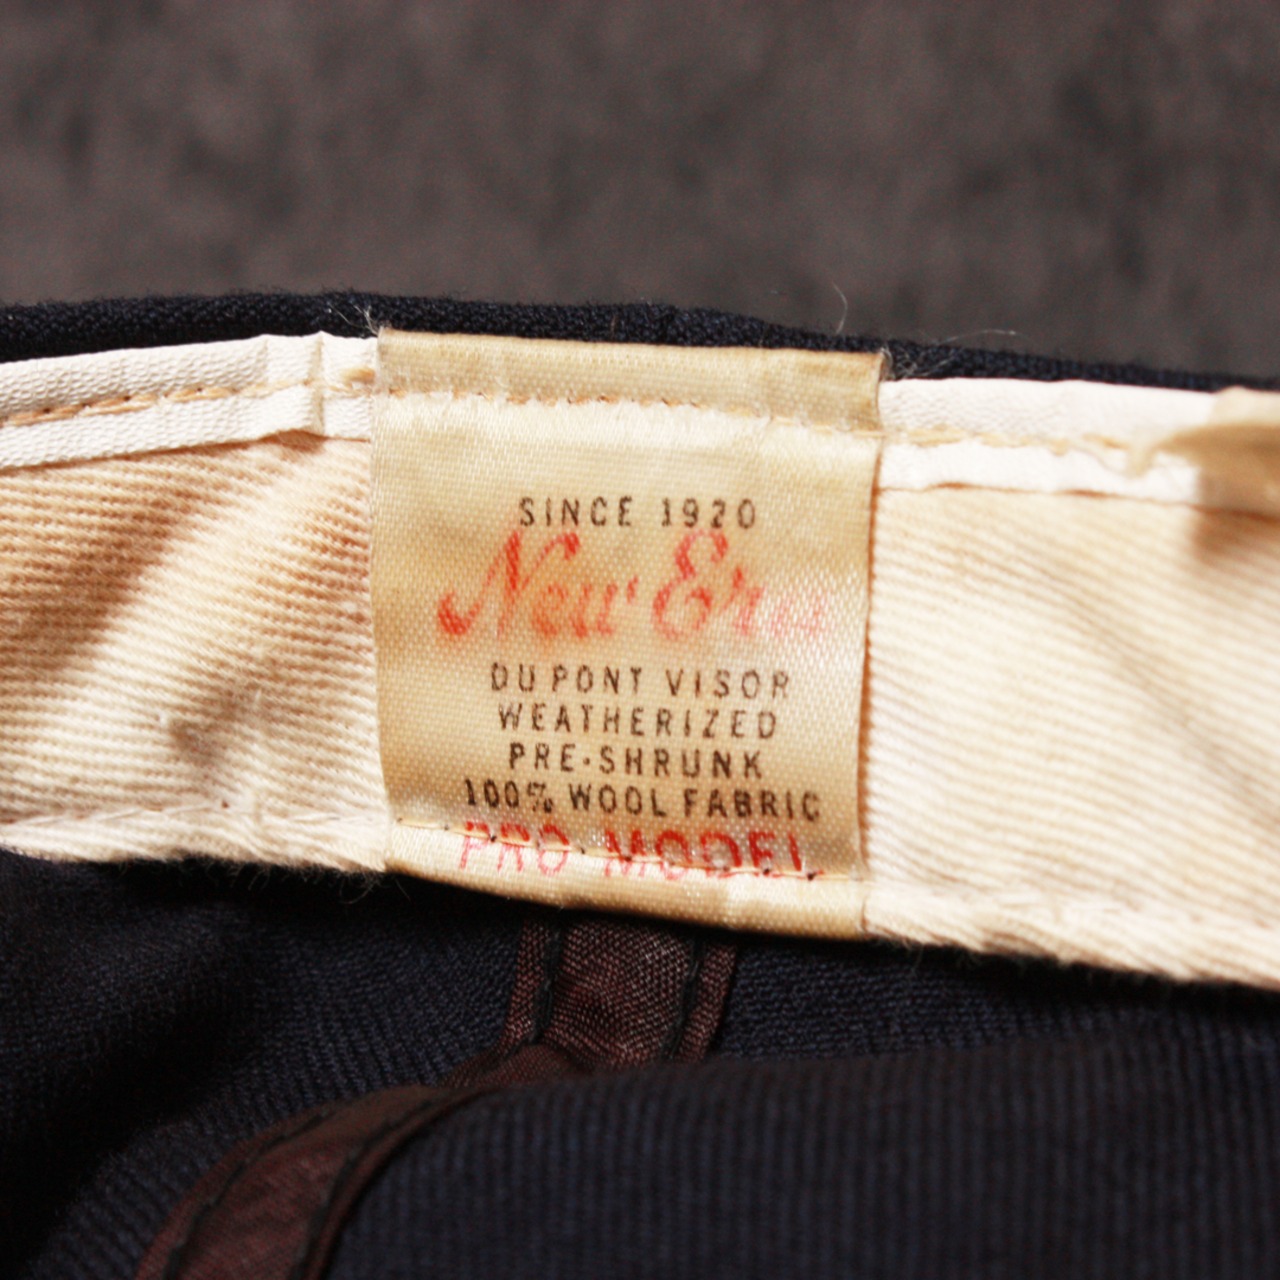 SINCE 1920
New Era
DU PONT VISOR
WEATHERIZED
PRE-SHRUNK
100% WOOL FABRIC
PRO MODEL